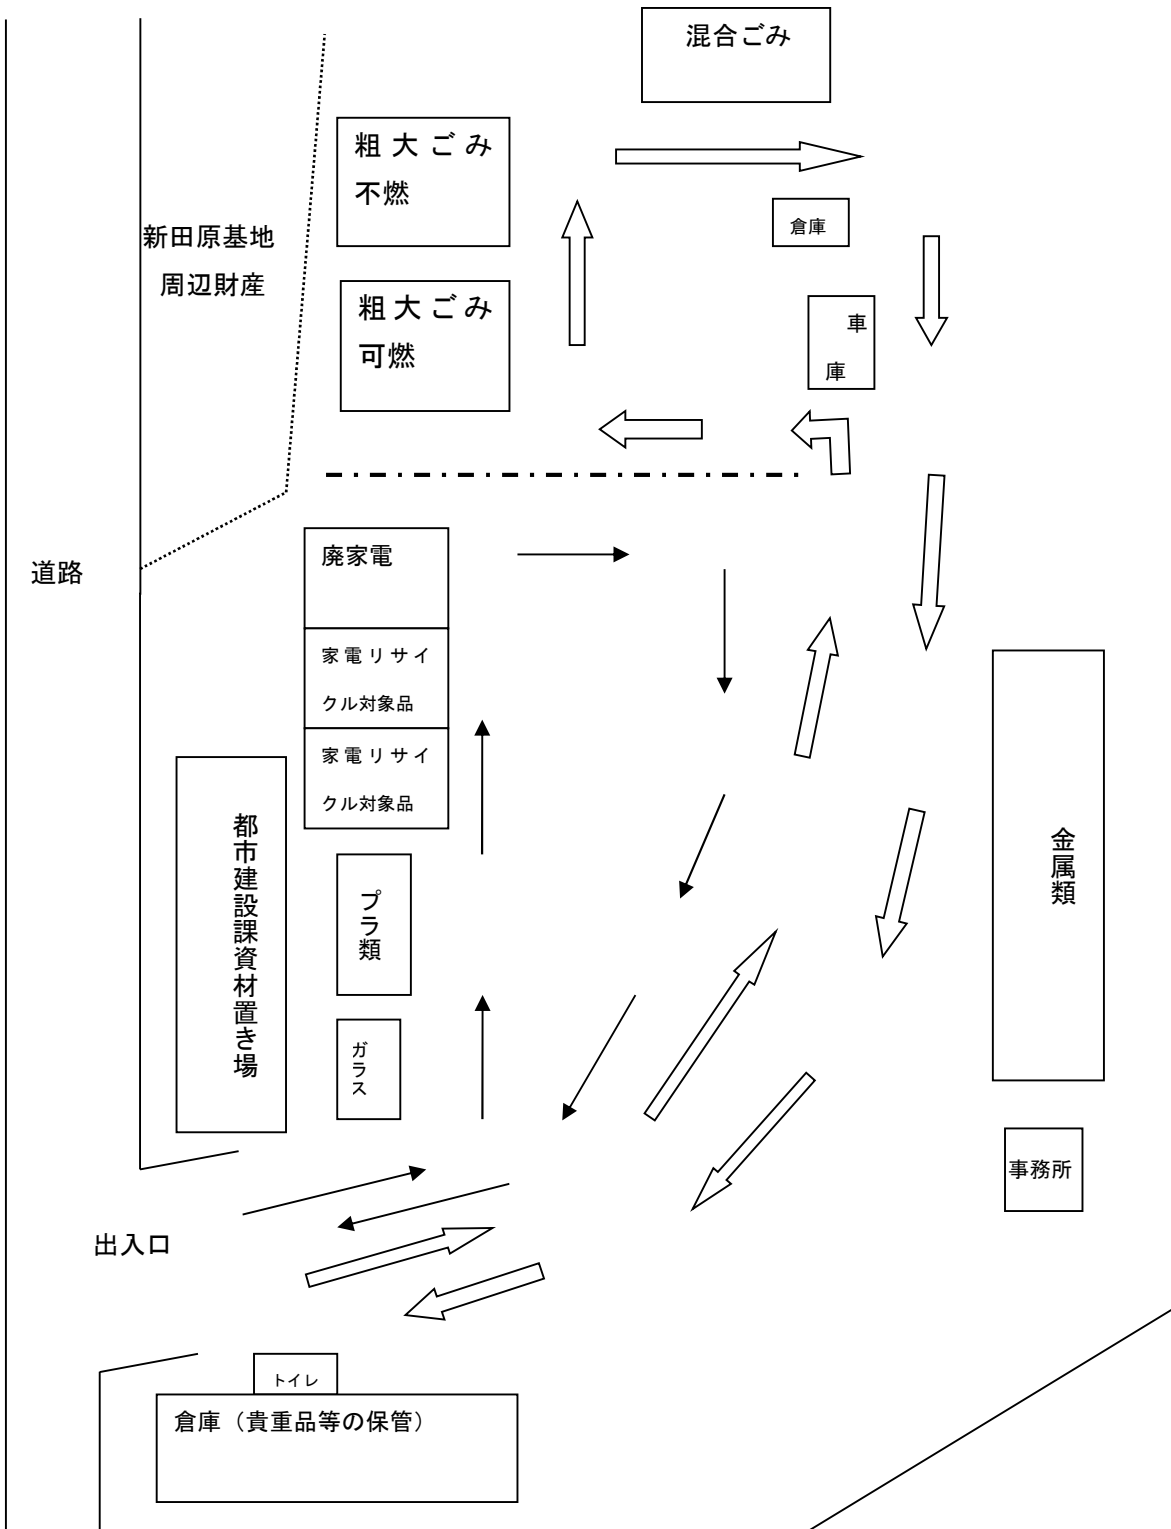 混合ごみ
粗大ごみ
不燃
倉庫
新田原基地
周辺財産
粗大ごみ
可燃
車
庫
廃家電
道路
家電リサイ
クル対象品
家電リサイ
クル対象品
都市建設課資材置き場
プラ類
金属類
ガラス
事務所
出入口
トイレ
倉庫（貴重品等の保管）